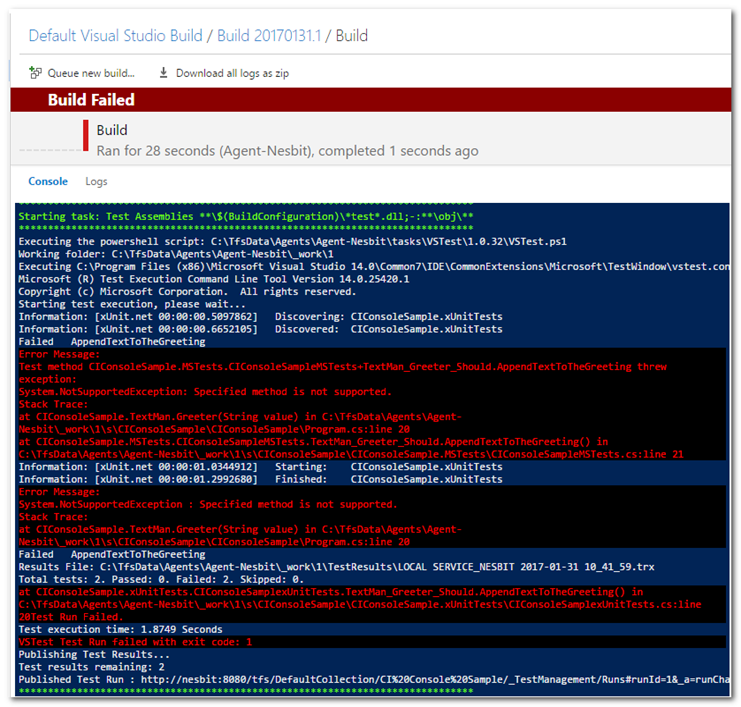 Default Visual Studio Build / Build 20170131.1 / Build
Queue new build... Download all logs as zip
Build Failed
Build
Ran for 28 seconds (Agent-Nesbit), completed 1 seconds ago
Console Logs
******************************************************************************
Starting task: Test Assemblies **\$(BuildConfiguration)\*test*.dll;-:**\obj\**
******************************************************************************
Executing the powershell script: C:\TfsData\Agents\Agent-Nesbit\tasks\VSTest\1.0.32\VSTest.ps1
Working folder: C:\TfsData\Agents\Agent-Nesbit\_work\1
Executing C:\Program Files (x86)\Microsoft Visual Studio 14.0\Common7\IDE\CommonExtensions\Microsoft\TestWindow\vstest.con
Microsoft (R) Test Execution Command Line Tool Version 14.0.25420.1
Copyright (c) Microsoft Corporation.  All rights reserved.
Starting test execution, please wait...
Information: [xUnit.net 00:00:00.5097862]   Discovering: CIConsoleSample.xUnitTests
Information: [xUnit.net 00:00:00.6652105]   Discovered:  CIConsoleSample.xUnitTests
Failed   AppendTextToTheGreeting
Error Message:
Test method CIConsoleSample.MSTests.CIConsoleSampleMSTests+TextMan_Greeter_Should.AppendTextToTheGreeting threw
exception:
System.NotSupportedException: Specified method is not supported.
Stack Trace:
at CIConsoleSample.TextMan.Greeter(String value) in C:\TfsData\Agents\Agent-
Nesbit\_work\1\s\CIConsoleSample\CIConsoleSample\Program.cs:line 20
at CIConsoleSample.MSTests.CIConsoleSampleMSTests.TextMan_Greeter_Should.AppendTextToTheGreeting() in
C:\TfsData\Agents\Agent-Nesbit\_work\1\s\CIConsoleSample\CIConsoleSample.MSTests\CIConsoleSampleMSTests.cs:line 21
Information: [xUnit.net 00:00:01.0344912]   Starting:    CIConsoleSample.xUnitTests
Information: [xUnit.net 00:00:01.2992680]   Finished:    CIConsoleSample.xUnitTests
Error Message:
System.NotSupportedException : Specified method is not supported.
Stack Trace:
at CIConsoleSample.TextMan.Greeter(String value) in C:\TfsData\Agents\Agent-
Nesbit\_work\1\s\CIConsoleSample\CIConsoleSample\Program.cs:line 20
Failed   AppendTextToTheGreeting
Results File: C:\TfsData\Agents\Agent-Nesbit\_work\1\TestResults\LOCAL SERVICE_NESBIT 2017-01-31 10_41_59.trx
Total tests: 2. Passed: 0. Failed: 2. Skipped: 0.
at CIConsoleSample.xUnitTests.CIConsoleSamplexUnitTests.TextMan_Greeter_Should.AppendTextToTheGreeting() in
C:\TfsData\Agents\Agent-Nesbit\_work\1\s\CIConsoleSample\CIConsoleSample.xUnitTests\CIConsoleSamplexUnitTests.cs:line
20Test Run Failed.
Test execution time: 1.8749 Seconds
VSTest Test Run failed with exit code: 1
Publishing Test Results...
Test results remaining: 2
Published Test Run : http://nesbit:8080/tfs/DefaultCollection/CI%20Console%20Sample/_TestManagement/Runs#runId=1&_a=runCha
******************************************************************************